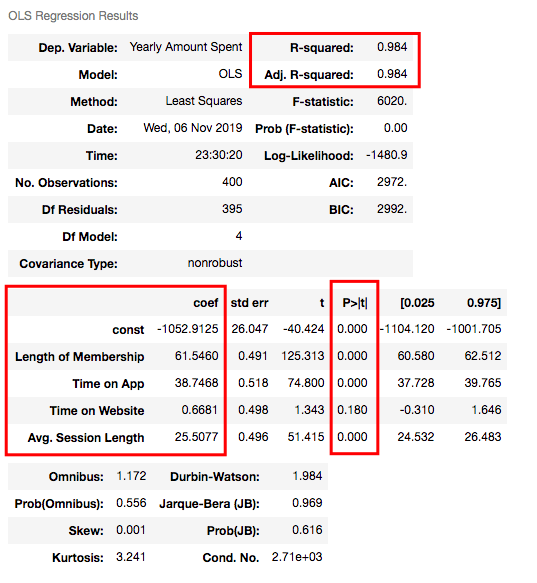 OLS Regression Results
Dep. Variable: Yearly Amount Spent R-squared: 0.984
Model: OLS Adj. R-squared: 0.984
Method: Least Squares F-statistic: 6020.
Date: Wed, 06 Nov 2019 Prob (F-statistic): 0.00
Time: 23:30:20 Log-Likelihood: -1480.9
No. Observations: 400 AIC: 2972.
Df Residuals: 395 BIC: 2992.
Df Model: 4
Covariance Type: nonrobust
coef std err t P>|t| [0.025 0.975]
const -1052.9125 26.047 -40.424 0.000 -1104.120 -1001.705
Length of Membership 61.5460 0.491 125.313 0.000 60.580 62.512
Time on App 38.7468 0.518 74.800 0.000 37.728 39.765
Time on Website 0.6681 0.498 1.343 0.180 -0.310 1.646
Avg. Session Length 25.5077 0.496 51.415 0.000 24.532 26.483
Omnibus: 1.172 Durbin-Watson: 1.984
Prob(Omnibus): 0.556 Jarque-Bera (JB): 0.969
Skew: 0.001 Prob(JB): 0.616
Kurtosis: 3.241 Cond. No. 2.71e+03